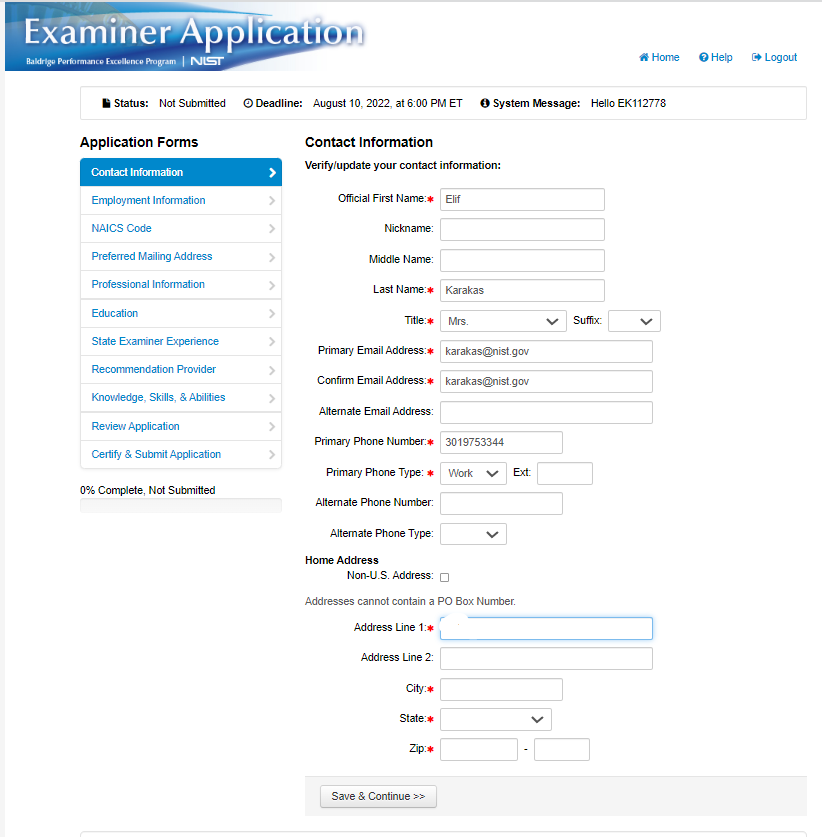 Examiner Application
Baldrige Performance Excellence Program | NIST
Home Help Logout
Status: Not Submitted Deadline: August 10, 2022, at 6:00 PM ET System Message: Hello EK112778
Application Forms
Contact Information
Employment Information
NAICS Code
Preferred Mailing Address
Professional Information
Education
State Examiner Experience
Recommendation Provider
Knowledge, Skills, & Abilities
Review Application
Certify & Submit Application
0% Complete, Not Submitted
Contact Information
Verify/update your contact information:
Official First Name:* Elif
Nickname:
Middle Name:
Last Name:* Karakas
Title:* Mrs. Suffix:
Primary Email Address:* karakas@nist.gov
Confirm Email Address:* karakas@nist.gov
Alternate Email Address:
Primary Phone Number:* 3019753344
Primary Phone Type: * Work Ext:
Alternate Phone Number:
Alternate Phone Type:
Home Address
Non-U.S. Address:
Addresses cannot contain a PO Box Number.
Address Line 1:*
Address Line 2:
City:*
State:*
Zip:* -
Save & Continue >>